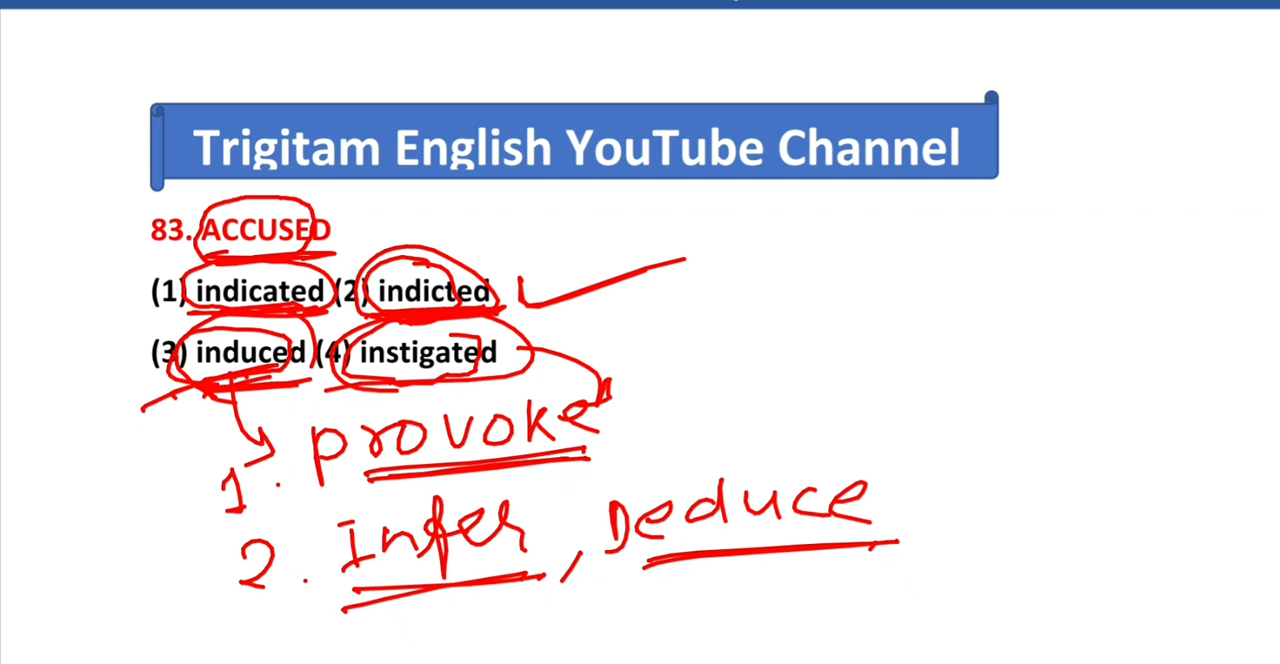 Trigitam English YouTube Channel
83. ACCUSED
(1) indicated (2) indicted
(3) induced (4) instigated
1. provoke
2. Infer, Deduce